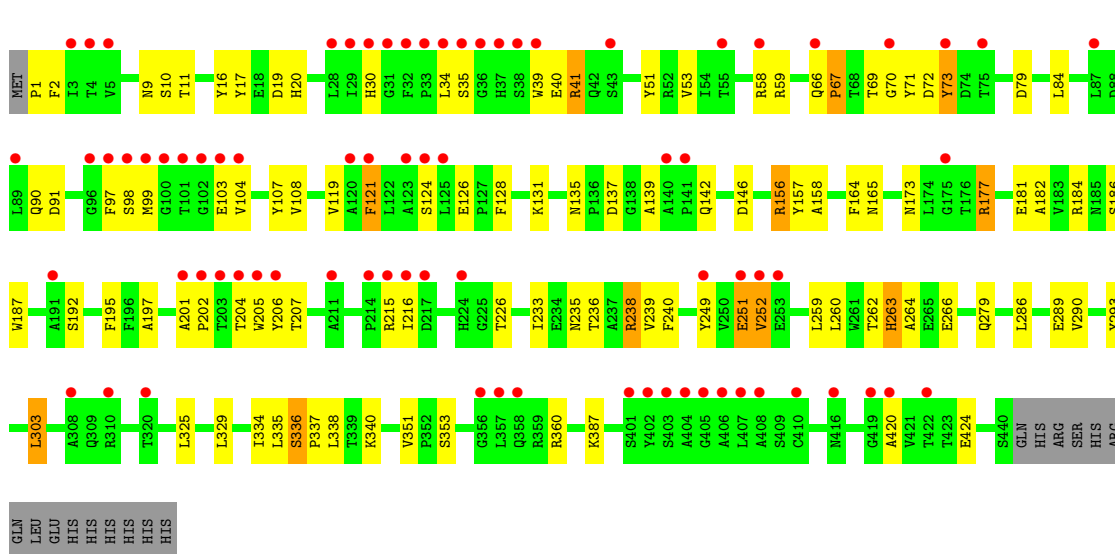 MET P1 F2 I3 T4 V5 N9 S10 T11 Y16 Y17 E18 D19 H20 L28 I29 H30 G31 F32 P33 L34 S35 G36 H37 S38 W39 E40 R41 Q42 S43 Y51 R52 V53 I54 T55 R58 R59 Q66 P67 T68 T69 G70 Y71 D72 Y73 D74 T75 D79 L84 L87 D88
L89 Q90 D91 G96 F97 S98 M99 G100 T101 G102 E103 V104 Y107 V108 V119 A120 F121 L122 A123 S124 L125 E126 P127 F128 K131 N135 P136 D137 G138 A139 A140 P141 Q142 D146 R156 Y157 A158 F164 N165 N173 L174 G175 T176 R177 E181 A182 V183 R184 N185 S186
W187 A191 S192 F195 F196 A197 A201 P202 T203 T204 W205 Y206 T207 A211 P214 R215 I216 D217 H224 G225 T226 I233 E234 N235 T236 A237 R238 V239 F240 Y249 V250 E251 V252 E253 L259 L260 W261 T262 H263 A264 E265 E266 Q279 L286 E289 V290 Y293
L303 A308 Q309 R310 T320 L325 L329 I334 L335 S336 P337 L338 T339 K340 V351 P352 S353 G356 L357 Q358 R359 R360 K387 S401 Y402 S403 A404 G405 A406 L407 A408 S409 C410 N416 G419 A420 V421 T422 T423 E424 S440 GLN HIS ARG SER HIS ARG
GLN LEU GLU HIS HIS HIS HIS HIS HIS